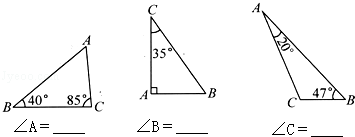 A
B 40° 85° C
∠A=____
C
35°
A B
∠B=____
A
20°
C 47° B
∠C=____